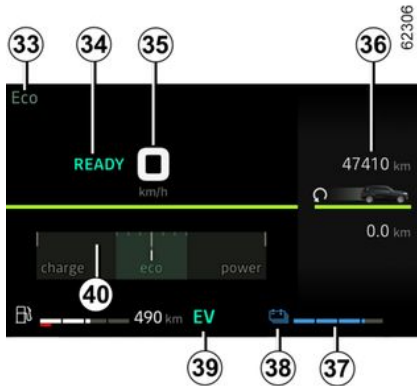 62306
33 34 35 36
Eco
READY 0
km/h
47410 km
0.0 km
charge eco power
40
490 km EV
39 38 37